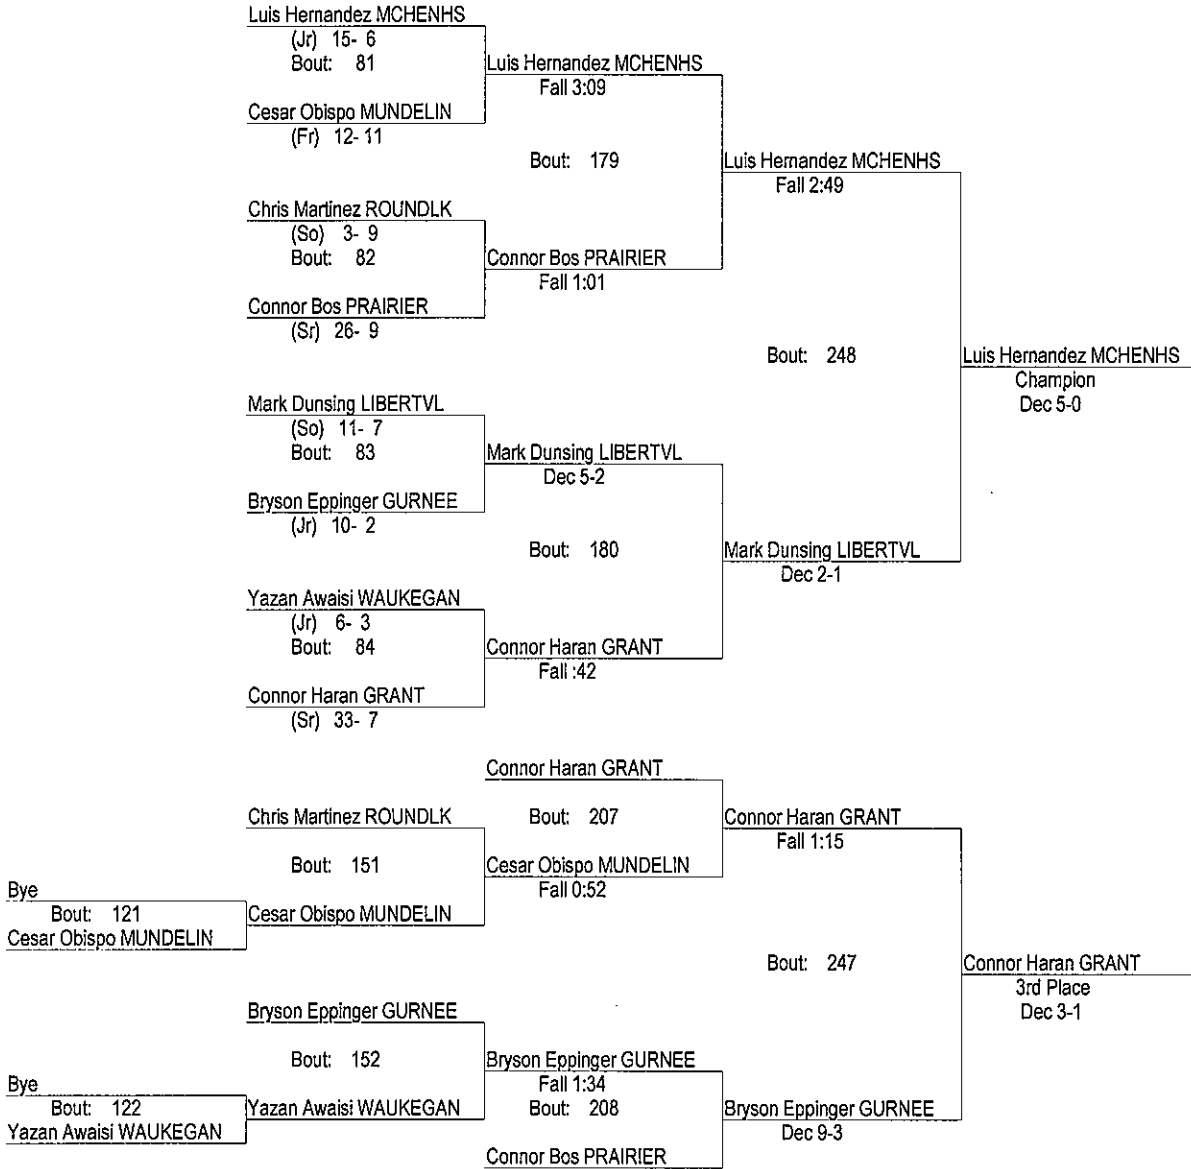 Luis Hernandez MCHENHS
(Jr) 15- 6
Bout: 81
Luis Hernandez MCHENHS
Fall 3:09
Cesar Obispo MUNDELIN
(Fr) 12- 11
Bout: 179
Luis Hernandez MCHENHS
Fall 2:49
Chris Martinez ROUNDLK
(So) 3- 9
Bout: 82
Connor Bos PRAIRIER
Fall 1:01
Connor Bos PRAIRIER
(Sr) 26- 9
Bout: 248
Luis Hernandez MCHENHS
Champion
Dec 5-0
Mark Dunsing LIBERTVL
(So) 11- 7
Bout: 83
Mark Dunsing LIBERTVL
Dec 5-2
Bryson Eppinger GURNEE
(Jr) 10- 2
Bout: 180
Mark Dunsing LIBERTVL
Dec 2-1
Yazan Awaisi WAUKEGAN
(Jr) 6- 3
Bout: 84
Connor Haran GRANT
Fall :42
Connor Haran GRANT
(Sr) 33- 7
Connor Haran GRANT
Chris Martinez ROUNDLK
Bout: 207
Connor Haran GRANT
Fall 1:15
Bout: 151
Cesar Obispo MUNDELIN
Fall 0:52
Bye
Bout: 121
Cesar Obispo MUNDELIN
Cesar Obispo MUNDELIN
Bout: 247
Connor Haran GRANT
3rd Place
Dec 3-1
Bryson Eppinger GURNEE
Bout: 152
Bryson Eppinger GURNEE
Fall 1:34
Bye
Bout: 122
Yazan Awaisi WAUKEGAN
Yazan Awaisi WAUKEGAN
Bout: 208
Bryson Eppinger GURNEE
Dec 9-3
Connor Bos PRAIRIER